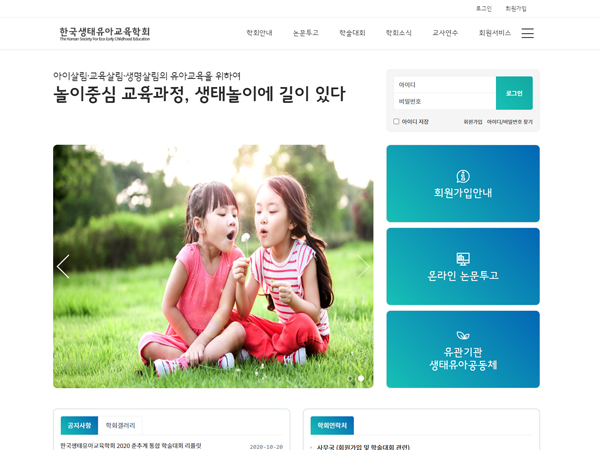 로그인 회원가입
한국생태유아교육학회
The Korean Society For Eco Early Childhood Education
학회안내 논문투고 학술대회 학회소식 교사연수 회원서비스
아이살림·교육살림·생명살림의 유아교육을 위하여
놀이중심 교육과정, 생태놀이에 길이 있다
아이디
비밀번호
로그인
아이디 저장 회원가입 아이디/비밀번호 찾기
회원가입안내
온라인 논문투고
유관기관
생태유아공동체
공지사항 학회갤러리
한국생태유아교육학회 2020 춘추계 통합 학술대회 리플릿 2020-10-20
학회연락처
사무국 (회원가입 및 학술대회 관련)